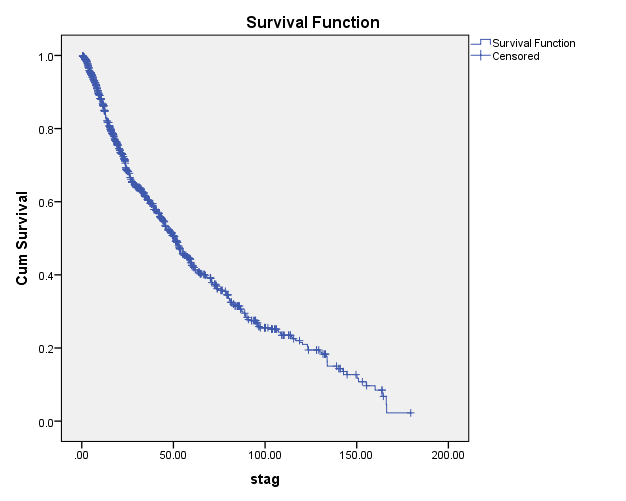 Survival Function
Survival Function
Censored
1.0
0.8
0.6
0.4
0.2
0.0
Cum Survival
.00 50.00 100.00 150.00 200.00
stag